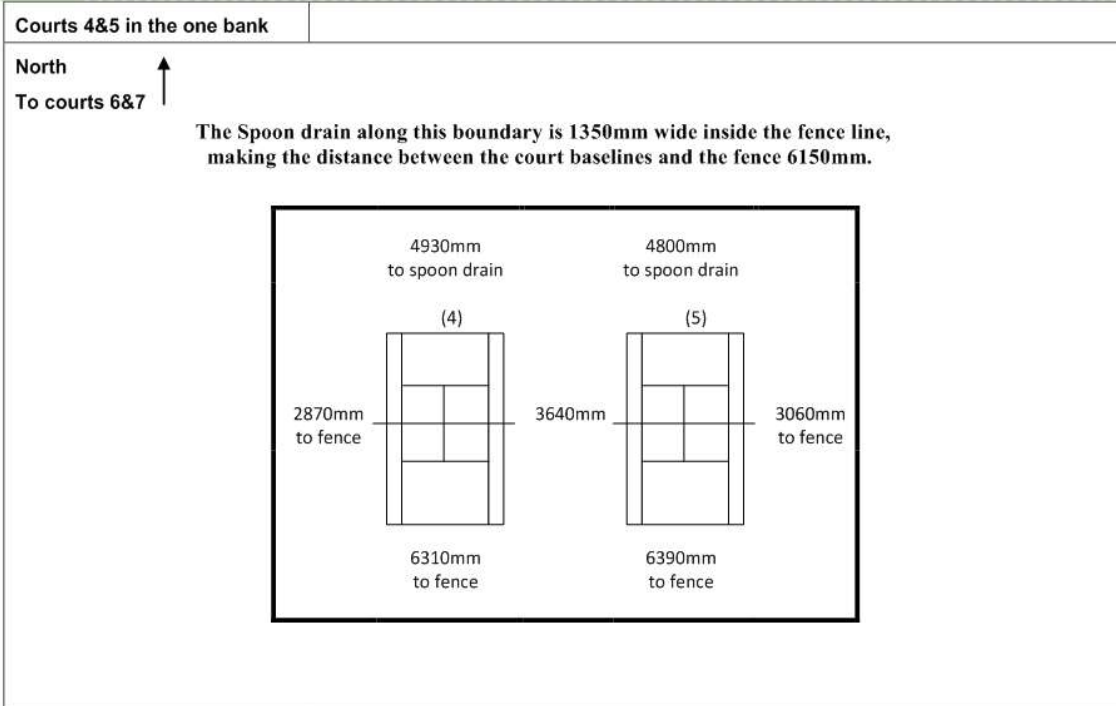 Courts 4&5 in the one bank
North
To courts 6&7
The Spoon drain along this boundary is 1350mm wide inside the fence line,
making the distance between the court baselines and the fence 6150mm.
4930mm
to spoon drain
4800mm
to spoon drain
(4)
(5)
2870mm
to fence
3640mm
3060mm
to fence
6310mm
to fence
6390mm
to fence